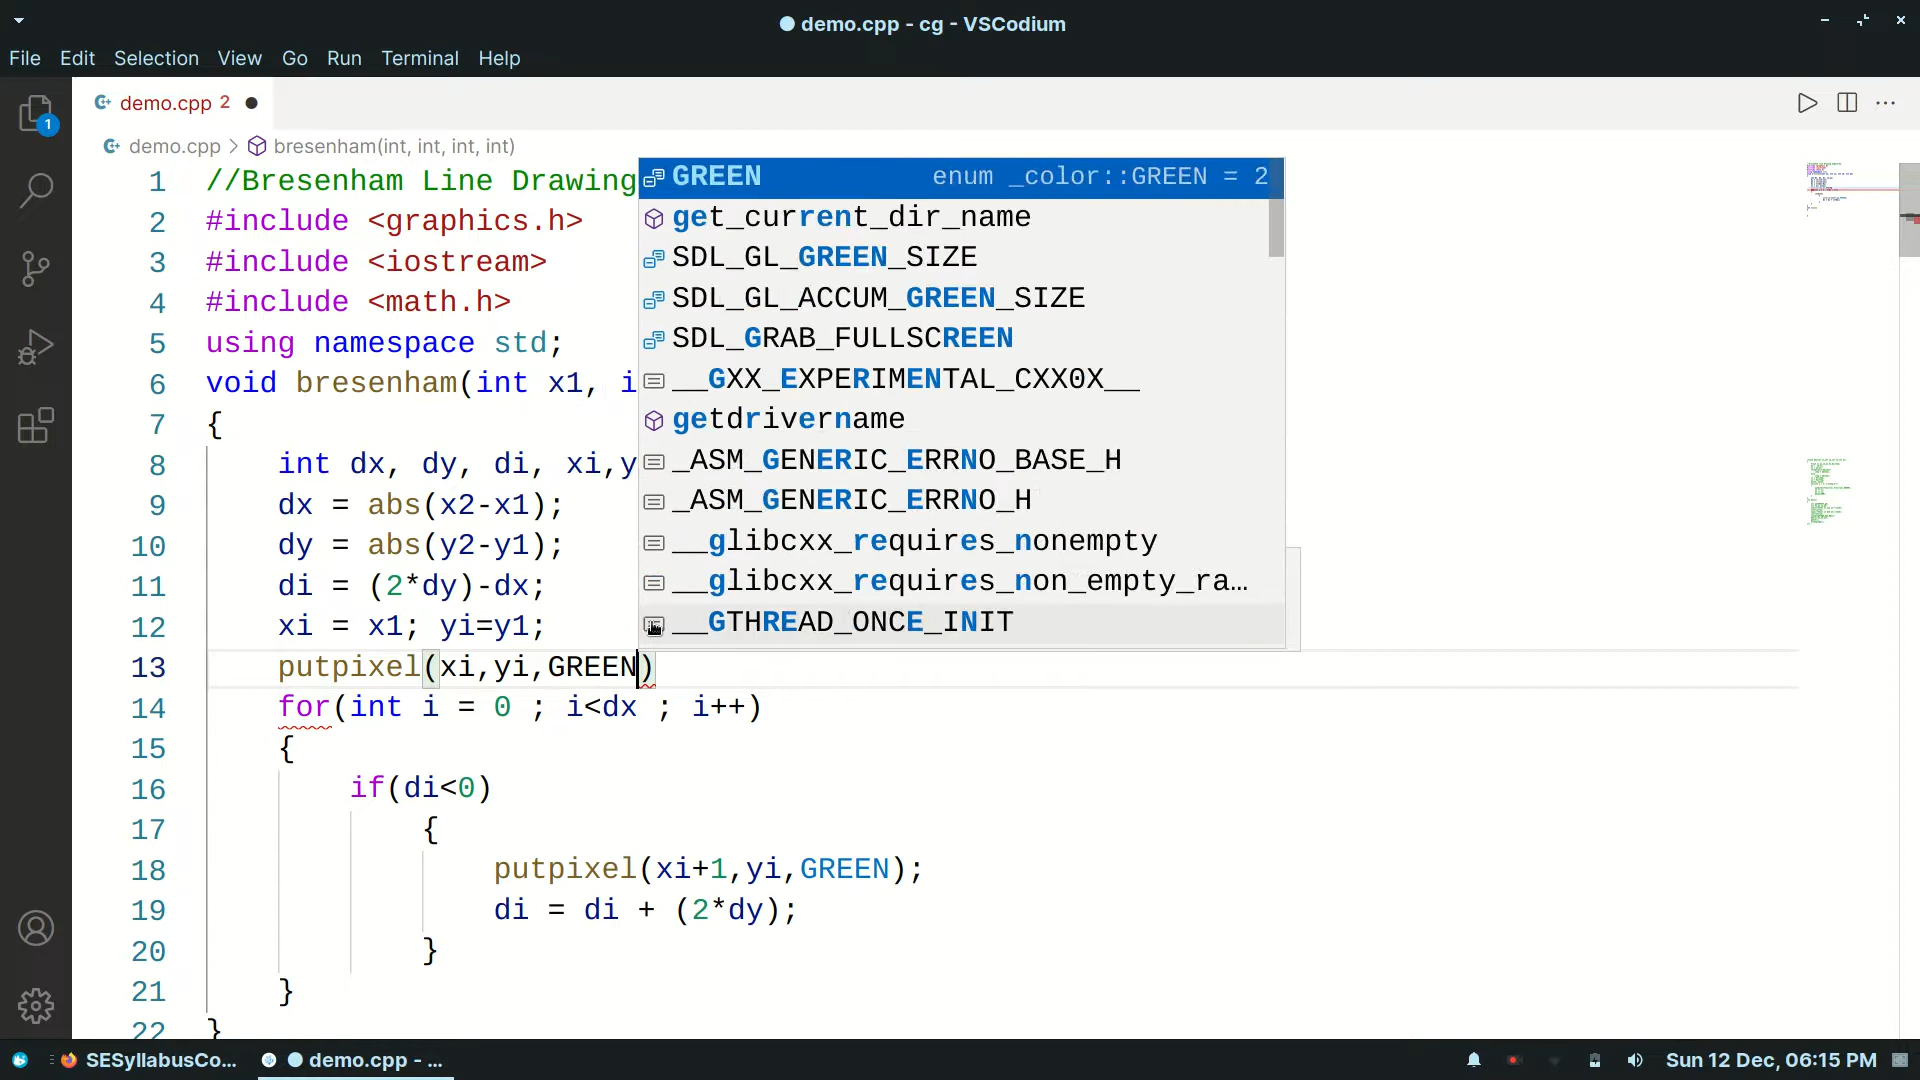 demo.cpp - cg - VSCodium
File Edit Selection View Go Run Terminal Help
1
demo.cpp 2
demo.cpp > bresenham(int, int, int, int)
1 //Bresenham Line Drawing
2 #include <graphics.h>
3 #include <iostream>
4 #include <math.h>
5 using namespace std;
6 void bresenham(int x1, i
7 {
8 int dx, dy, di, xi,y
9 dx = abs(x2-x1);
10 dy = abs(y2-y1);
11 di = (2*dy)-dx;
12 xi = x1; yi=y1;
13 putpixel(xi,yi,GREEN)
14 for(int i = 0 ; i<dx ; i++)
15 {
16 if(di<0)
17 {
18 putpixel(xi+1,yi,GREEN);
19 di = di + (2*dy);
20 }
21 }
22 }
GREEN enum _color::GREEN = 2
get_current_dir_name
SDL_GL_GREEN_SIZE
SDL_GL_ACCUM_GREEN_SIZE
SDL_GRAB_FULLSCREEN
__GXX_EXPERIMENTAL_CXX0X__
getdrivername
_ASM_GENERIC_ERRNO_BASE_H
_ASM_GENERIC_ERRNO_H
__glibcxx_requires_nonempty
__glibcxx_requires_non_empty_ra…
__GTHREAD_ONCE_INIT
SESyllabusCo... demo.cpp - ... Sun 12 Dec, 06:15 PM